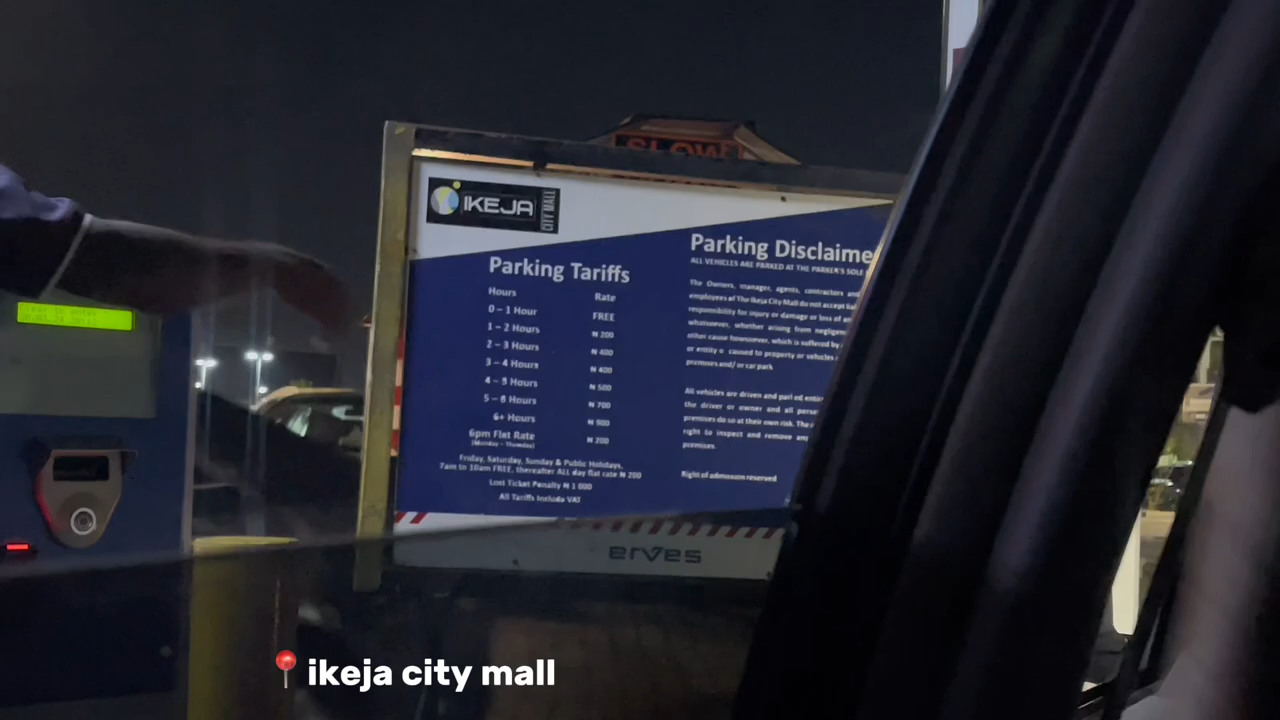 SLOW
IKEJA
CITY MALL
Parking Tariffs
Hours Rate
0 – 1 Hour FREE
1 – 2 Hours ₦ 200
2 – 3 Hours ₦ 400
3 – 4 Hours ₦ 400
4 – 5 Hours ₦ 500
5 – 6 Hours ₦ 700
6+ Hours ₦ 900
6pm Flat Rate ₦ 200
(Monday – Thursday)
Friday, Saturday, Sunday & Public Holidays,
7am to 10am FREE, thereafter ALL day flat rate ₦ 200
Lost Ticket Penalty ₦ 1 000
All Tariffs Include VAT
Parking Disclaime
ALL VEHICLES ARE PARKED AT THE PARKER'S SOLE
The Owners, manager, agents, contractors and
employees of The Ikeja City Mall do not accept
responsibility for injury or damage or loss of
whatsoever, whether arising from
other cause howsoever, which is suffered by
or entity o caused to property or vehicles
premises and/ or car park
All vehicles are driven and par ed
the driver or owner and all
premises do so at their own risk. The
right to inspect and remove any
premises.
Right of admission reserved
erves
ikeja city mall